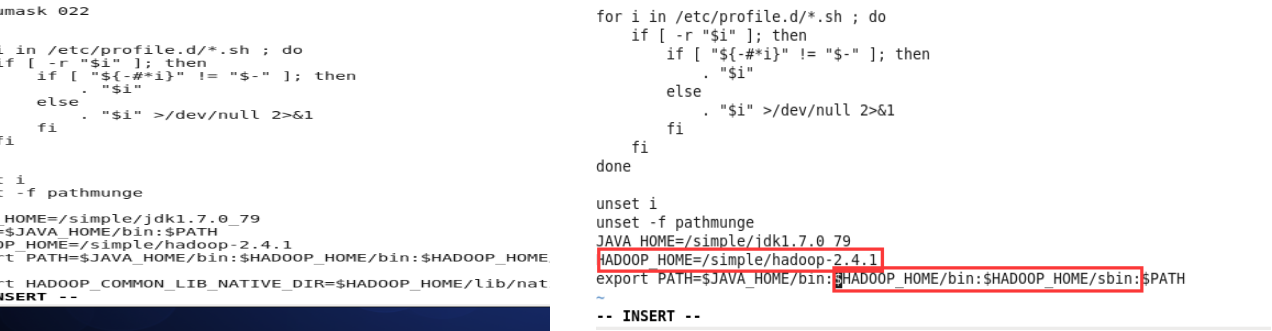 umask 022
i in /etc/profile.d/*.sh ; do
if [ -r "$i" ]; then
if [ "${-#*i}" != "$-" ]; then
. "$i"
else
. "$i" >/dev/null 2>&1
fi
fi
i
-f pathmunge
_HOME=/simple/jdk1.7.0_79
=$JAVA_HOME/bin:$PATH
OP_HOME=/simple/hadoop-2.4.1
rt PATH=$JAVA_HOME/bin:$HADOOP_HOME/bin:$HADOOP_HOME
rt HADOOP_COMMON_LIB_NATIVE_DIR=$HADOOP_HOME/lib/nat
NSERT --
for i in /etc/profile.d/*.sh ; do
if [ -r "$i" ]; then
if [ "${-#*i}" != "$-" ]; then
. "$i"
else
. "$i" >/dev/null 2>&1
fi
fi
done
unset i
unset -f pathmunge
JAVA_HOME=/simple/jdk1.7.0_79
HADOOP_HOME=/simple/hadoop-2.4.1
export PATH=$JAVA_HOME/bin:$HADOOP_HOME/bin:$HADOOP_HOME/sbin:$PATH
~
-- INSERT --